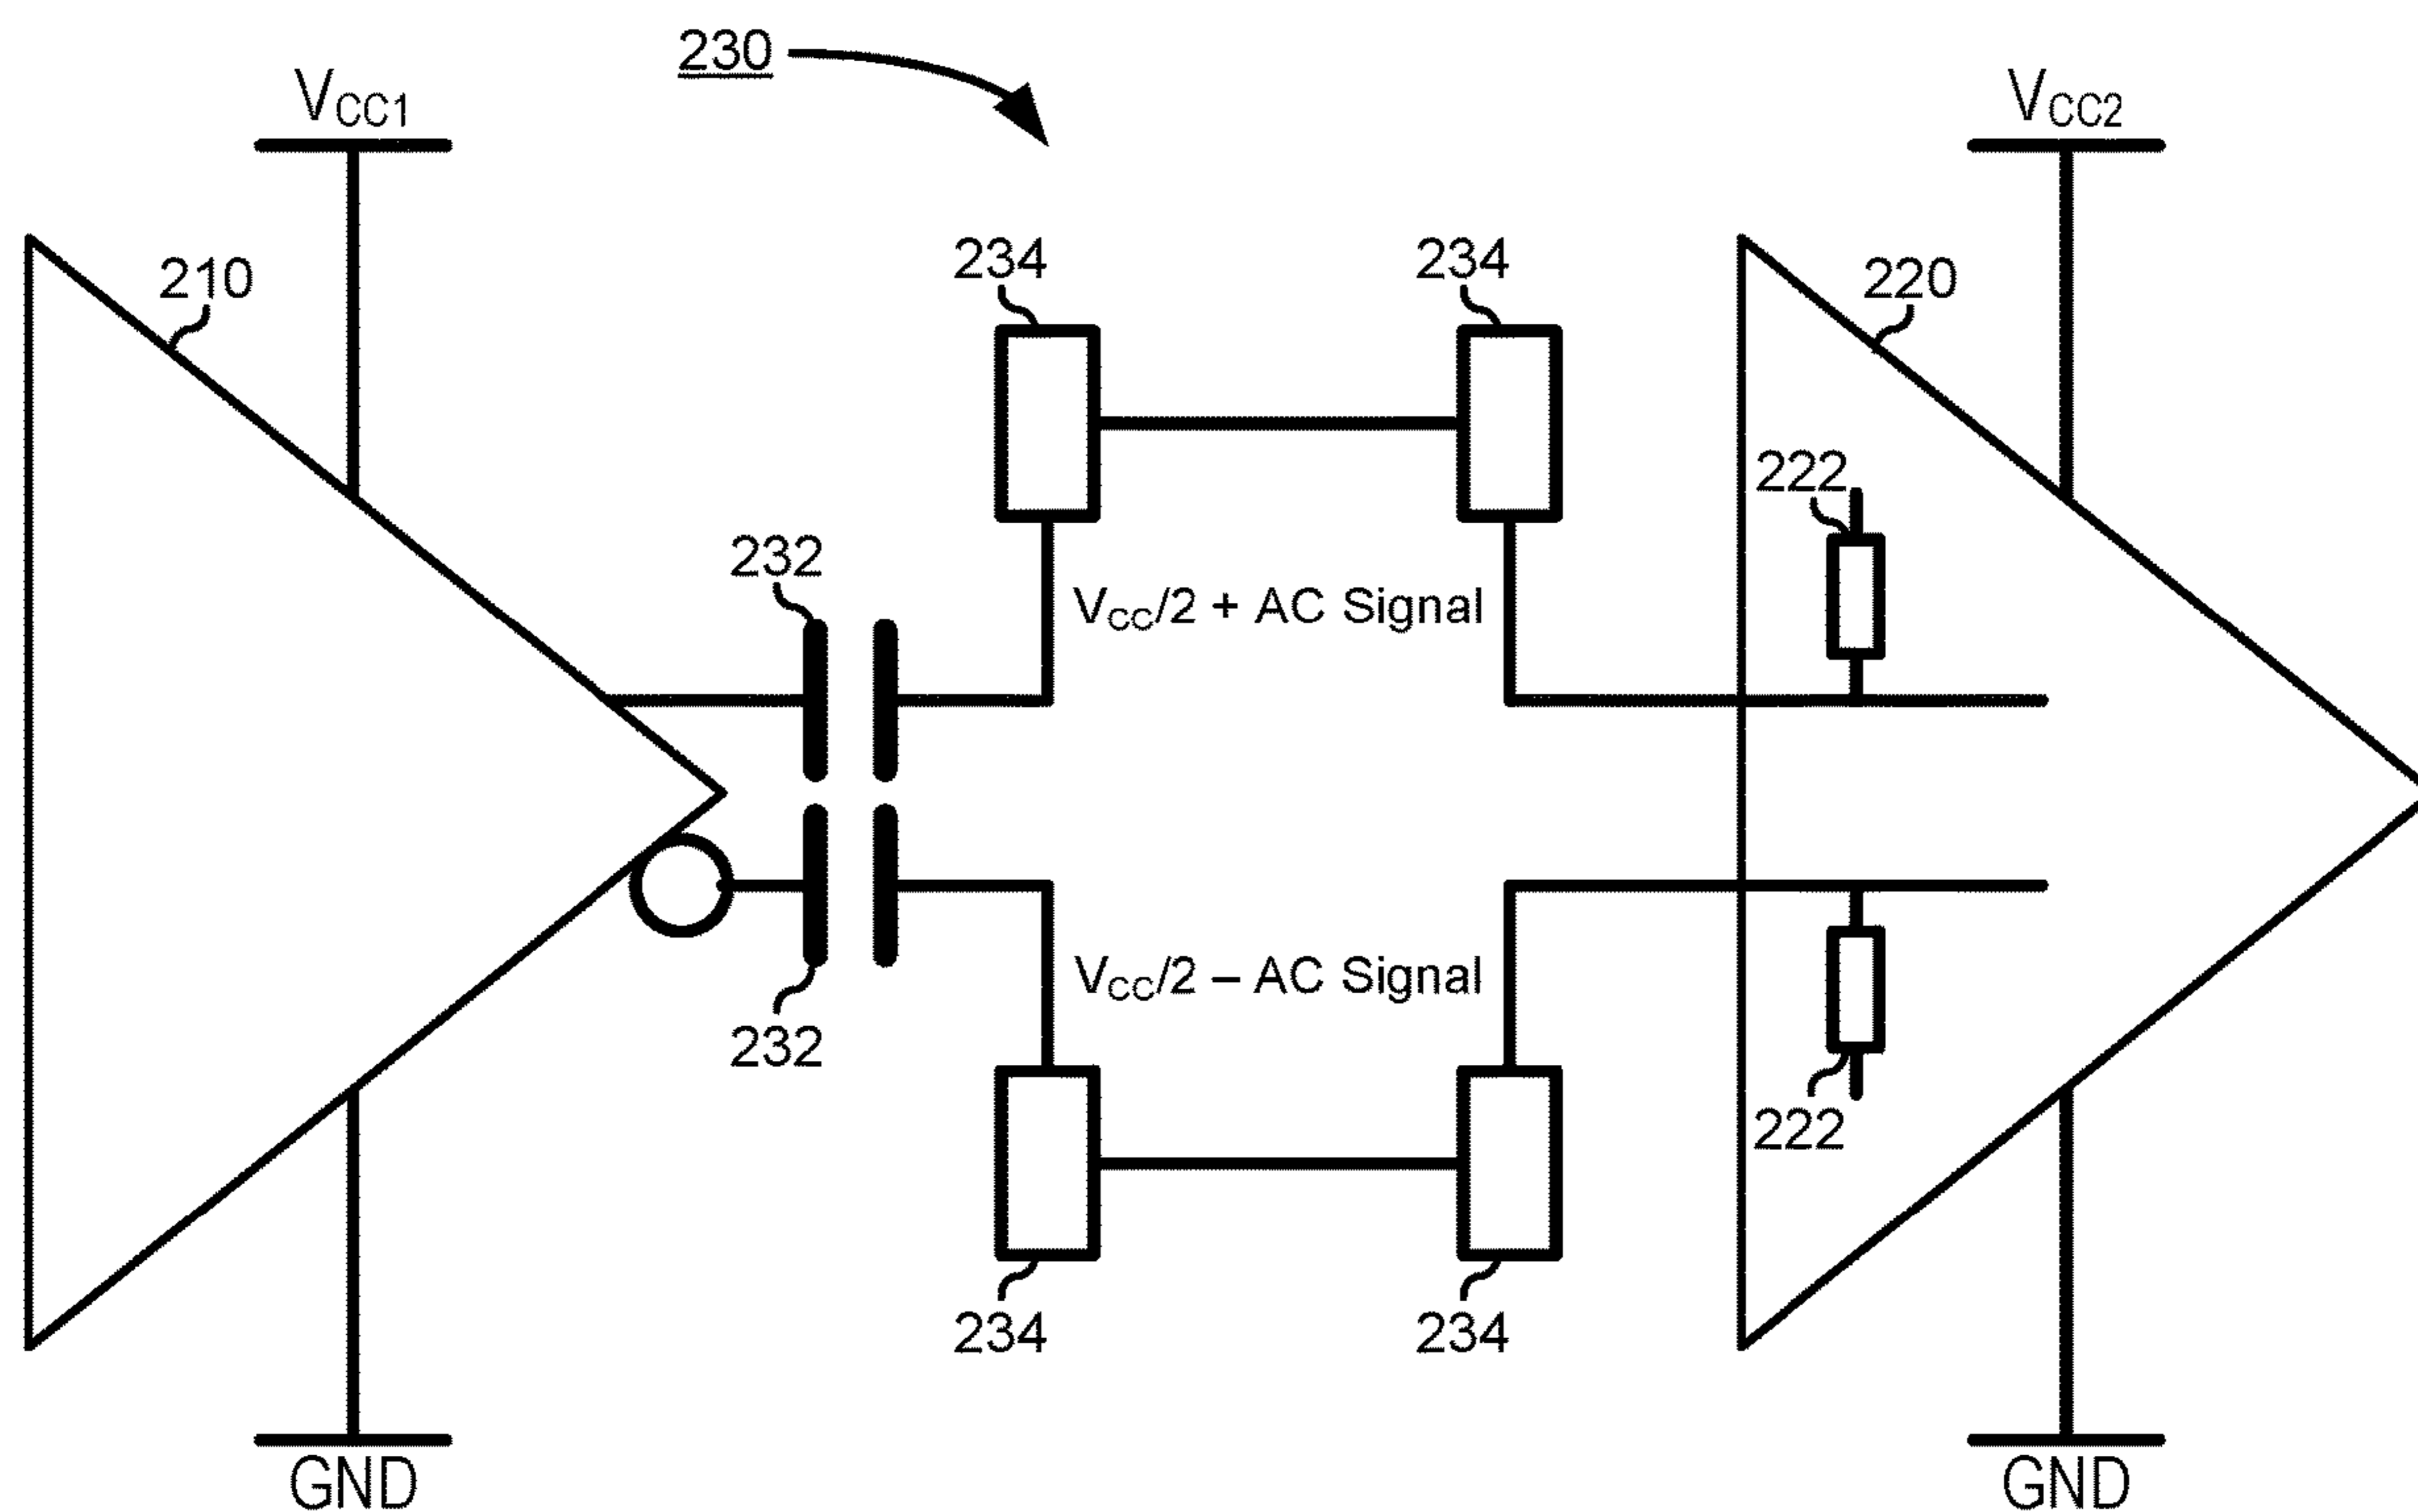 230
VCC1
VCC2
234
234
210
220
222
232
VCC/2 + AC Signal
VCC/2 – AC Signal
232
222
234
234
GND
GND